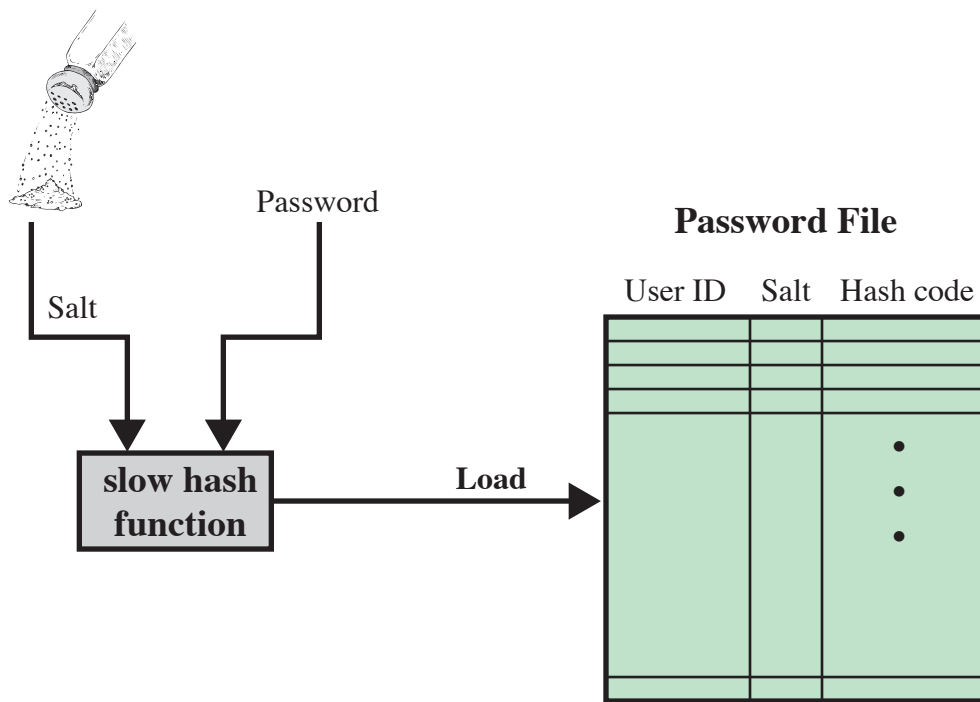 Password
Password File
User ID Salt Hash code
Salt
slow hash
function
Load